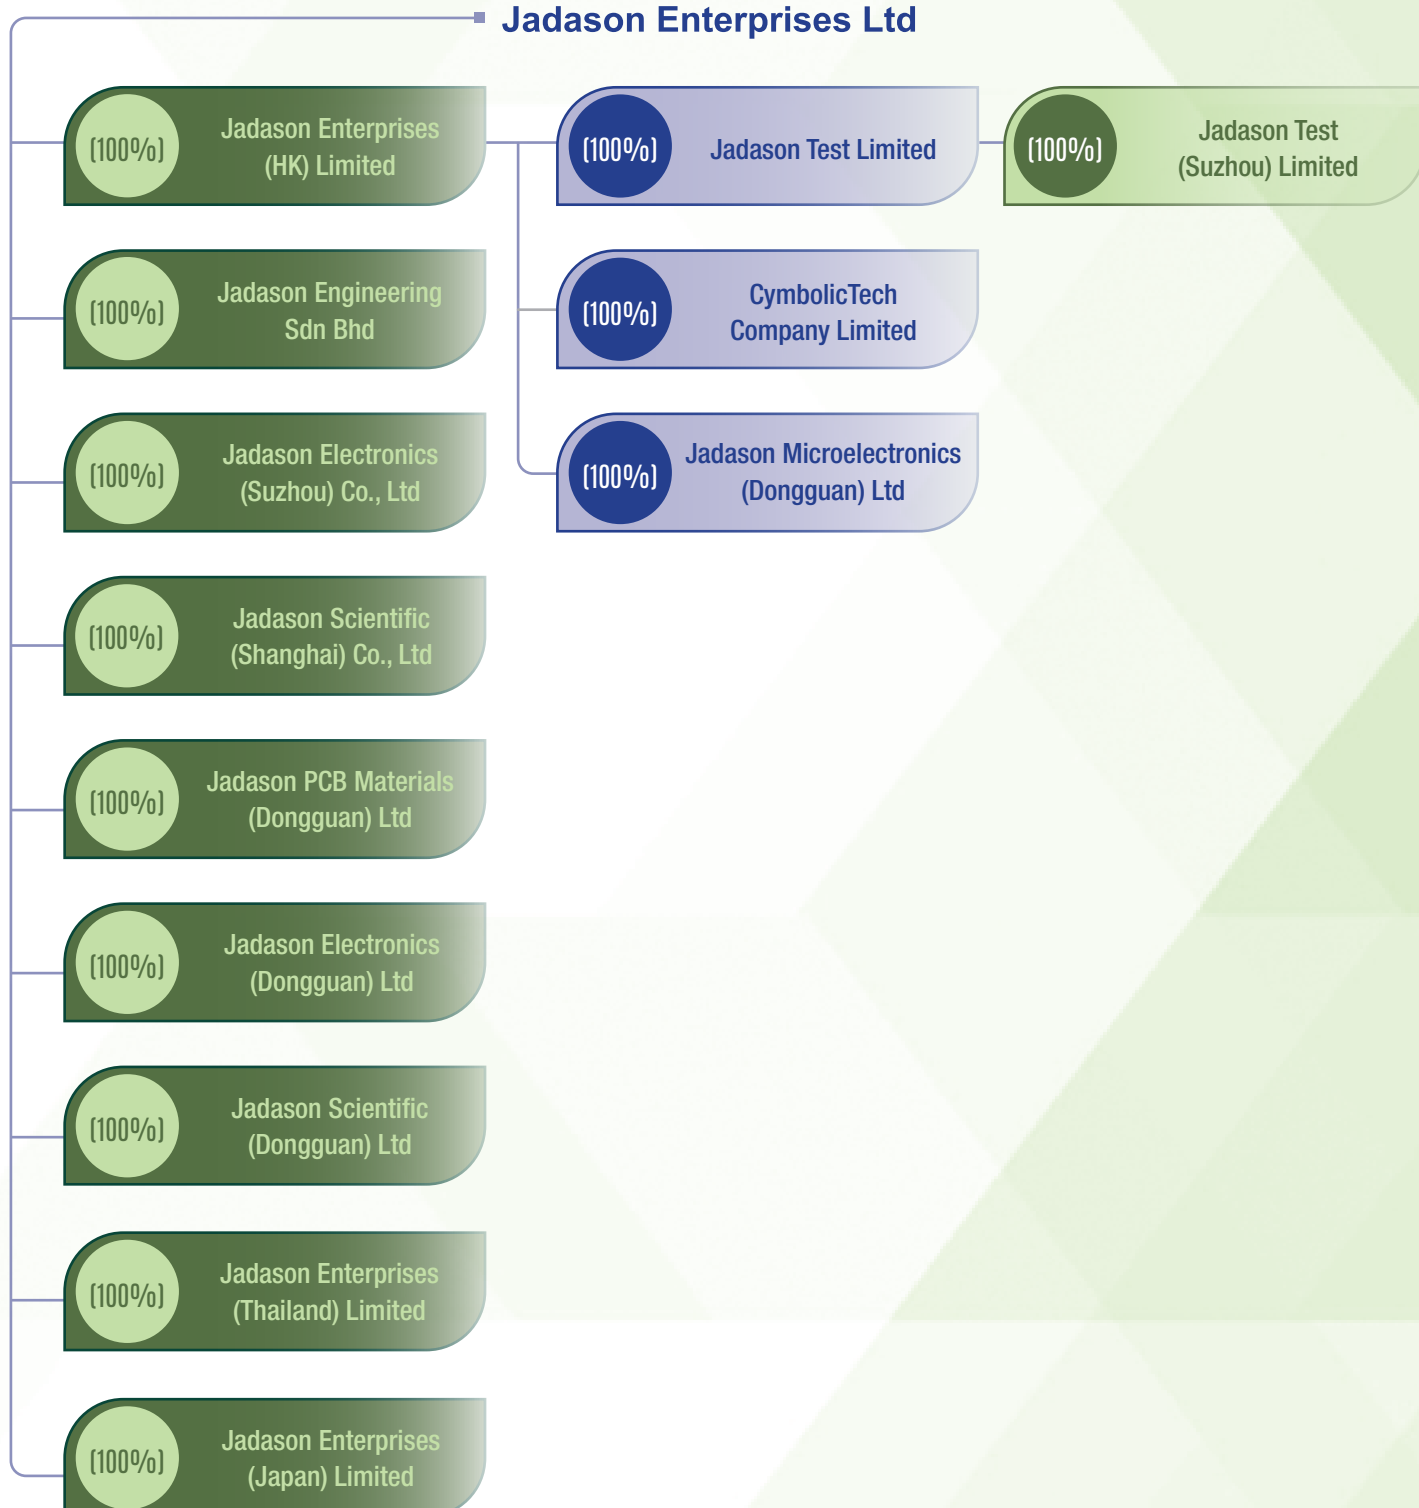 Jadason Enterprises Ltd
(100%)
Jadason Enterprises
(HK) Limited
(100%)
Jadason Test Limited
(100%)
Jadason Test
(Suzhou) Limited
(100%)
Jadason Engineering
Sdn Bhd
(100%)
CymbolicTech
Company Limited
(100%)
Jadason Electronics
(Suzhou) Co., Ltd
(100%)
Jadason Microelectronics
(Dongguan) Ltd
(100%)
Jadason Scientific
(Shanghai) Co., Ltd
(100%)
Jadason PCB Materials
(Dongguan) Ltd
(100%)
Jadason Electronics
(Dongguan) Ltd
(100%)
Jadason Scientific
(Dongguan) Ltd
(100%)
Jadason Enterprises
(Thailand) Limited
(100%)
Jadason Enterprises
(Japan) Limited